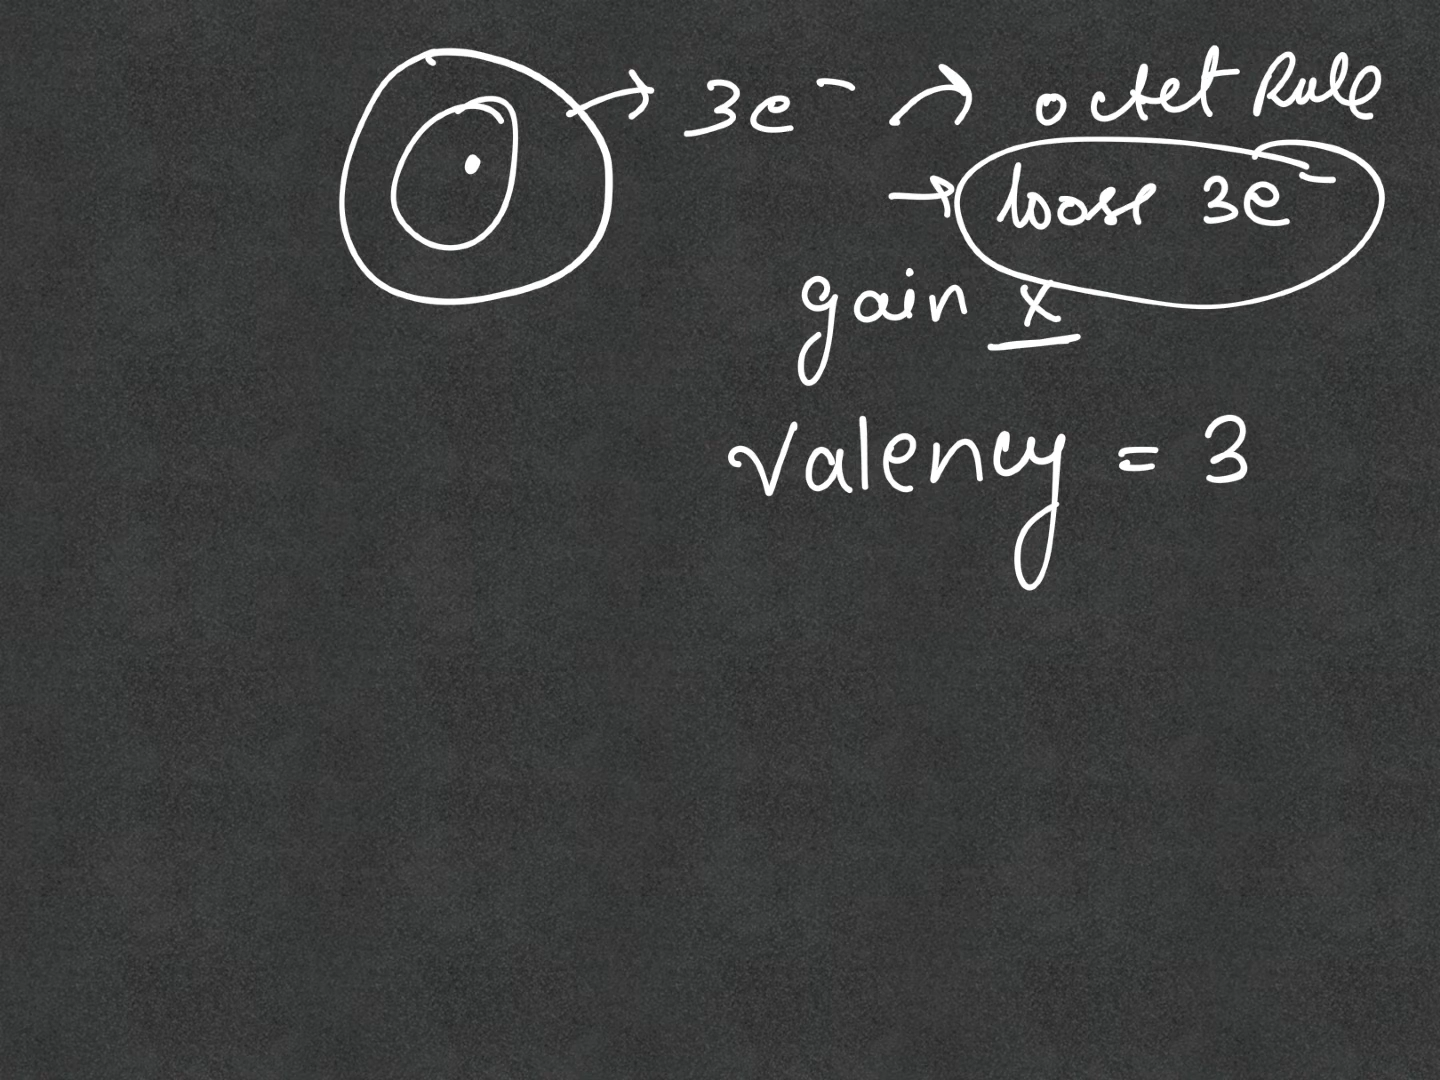 → 3e⁻ → octet Rule
→ loose 3e⁻
gain x
Valency = 3